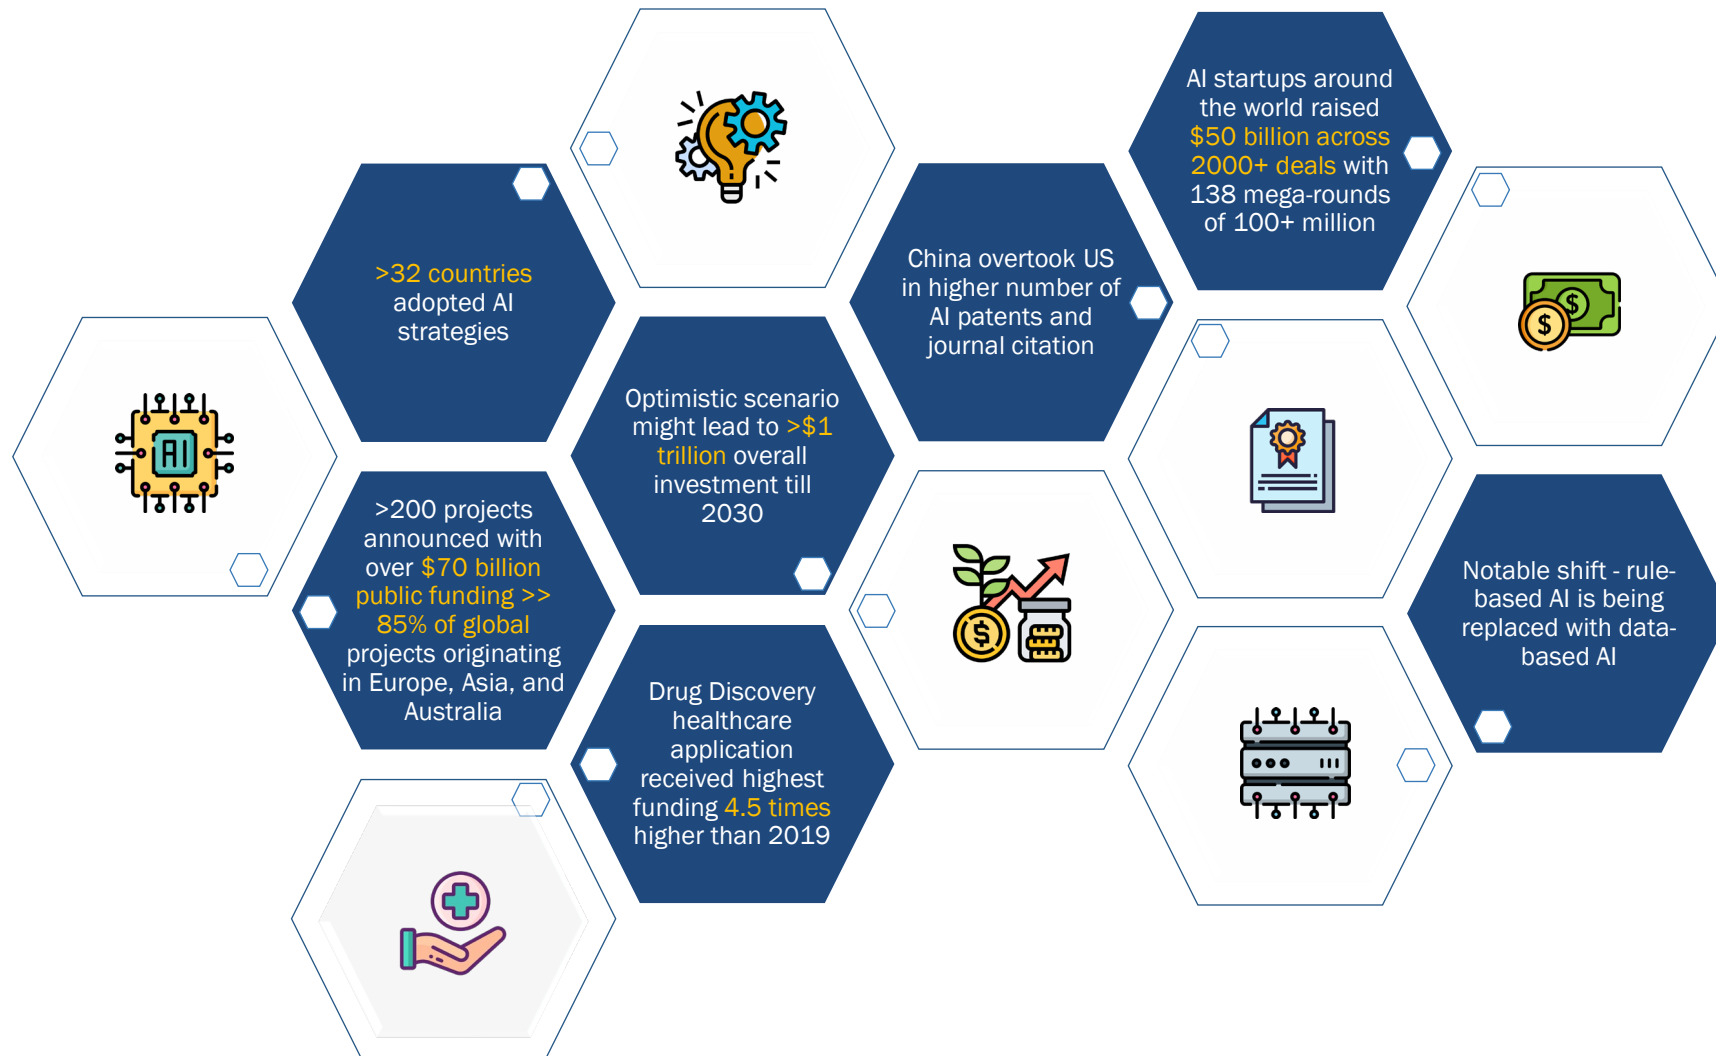 >32 countries
adopted AI
strategies
>200 projects
announced with
over $70 billion
public funding >>
85% of global
projects originating
in Europe, Asia, and
Australia
Optimistic scenario
might lead to >$1
trillion overall
investment till
2030
Drug Discovery
healthcare
application
received highest
funding 4.5 times
higher than 2019
China overtook US
in higher number of
AI patents and
journal citation
AI startups around
the world raised
$50 billion across
2000+ deals with
138 mega-rounds
of 100+ million
Notable shift - rule-
based AI is being
replaced with data-
based AI
AI
$
$
$